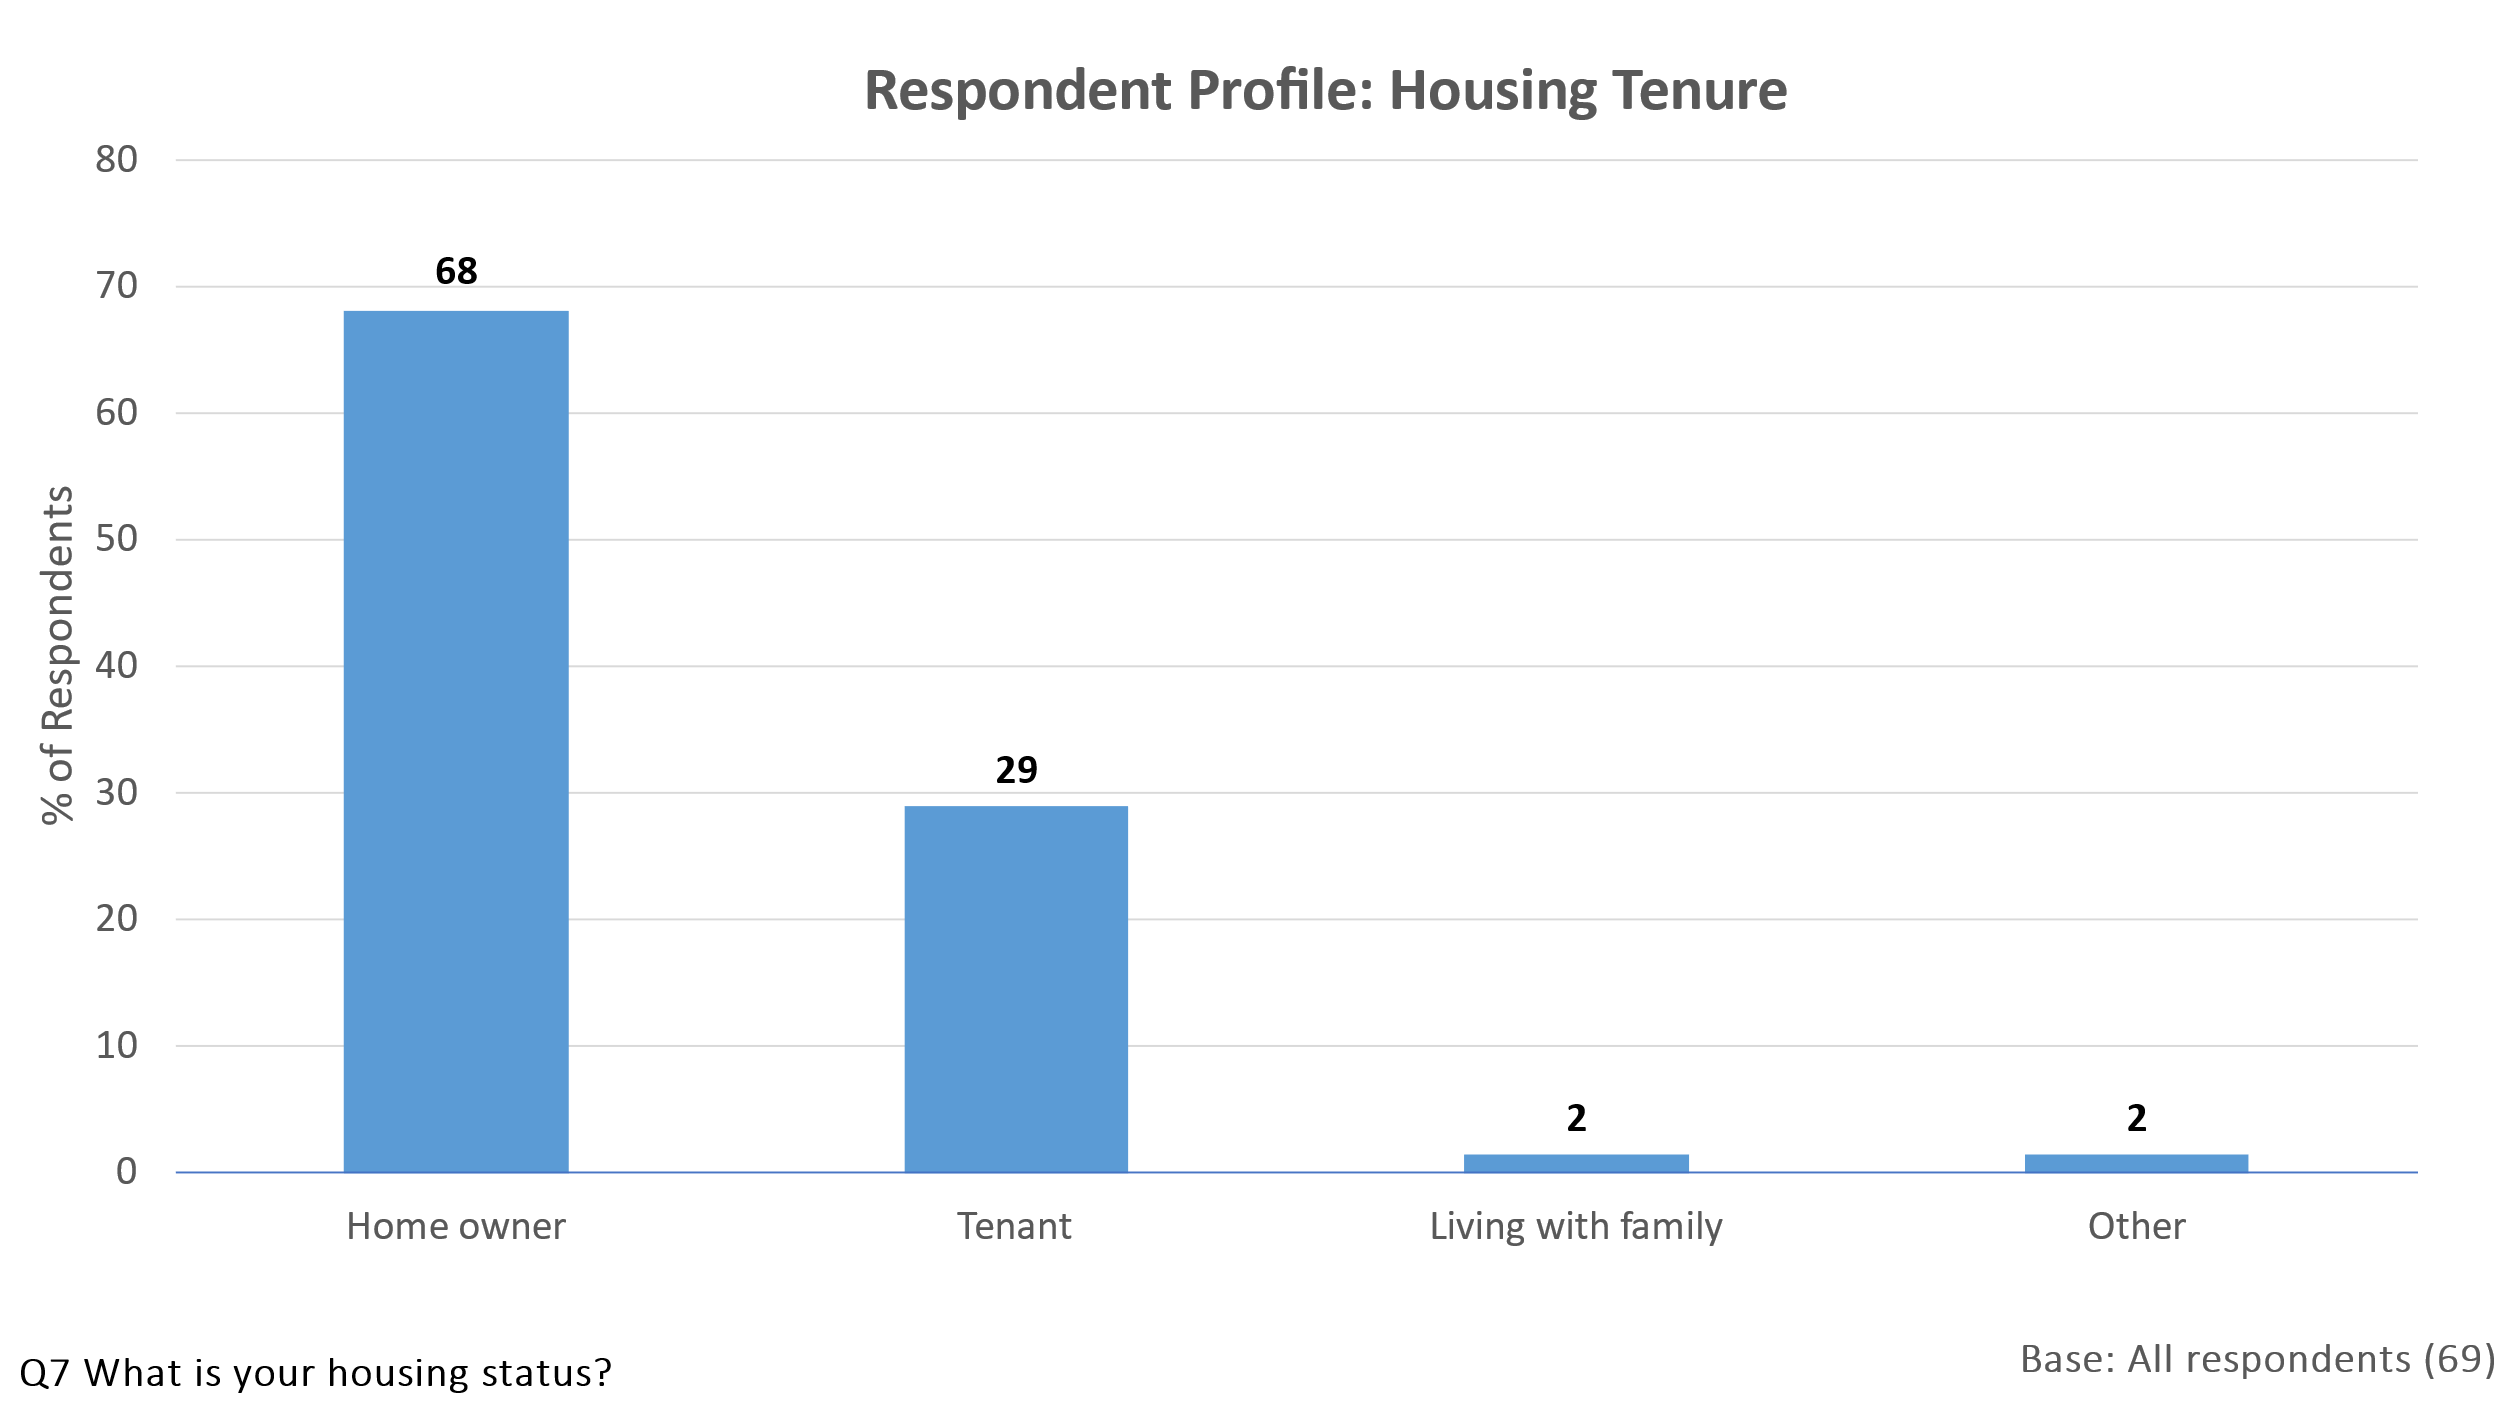 Respondent Profile: Housing Tenure
80
70
60
50
40
30
20
10
0
% of Respondents
68
29
2
2
Home owner
Tenant
Living with family
Other
Q7 What is your housing status?
Base: All respondents (69)